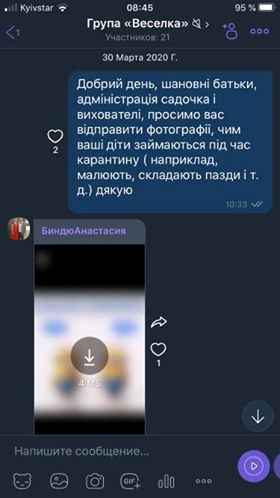 Kyivstar
08:45
95 %
Група «Веселка»
Участников: 21
1
30 Марта 2020 Г.
Добрий день, шановні батьки,
адміністрація садочка і
вихователі, просимо вас
відправити фотографії, чим
ваші діти займаються під час
карантину ( наприклад,
малюють, складають пазди і т.
д.) дякую
2
10:33
БиндюАнастасия
4 МБ
1
Напишите сообщение...
GIF